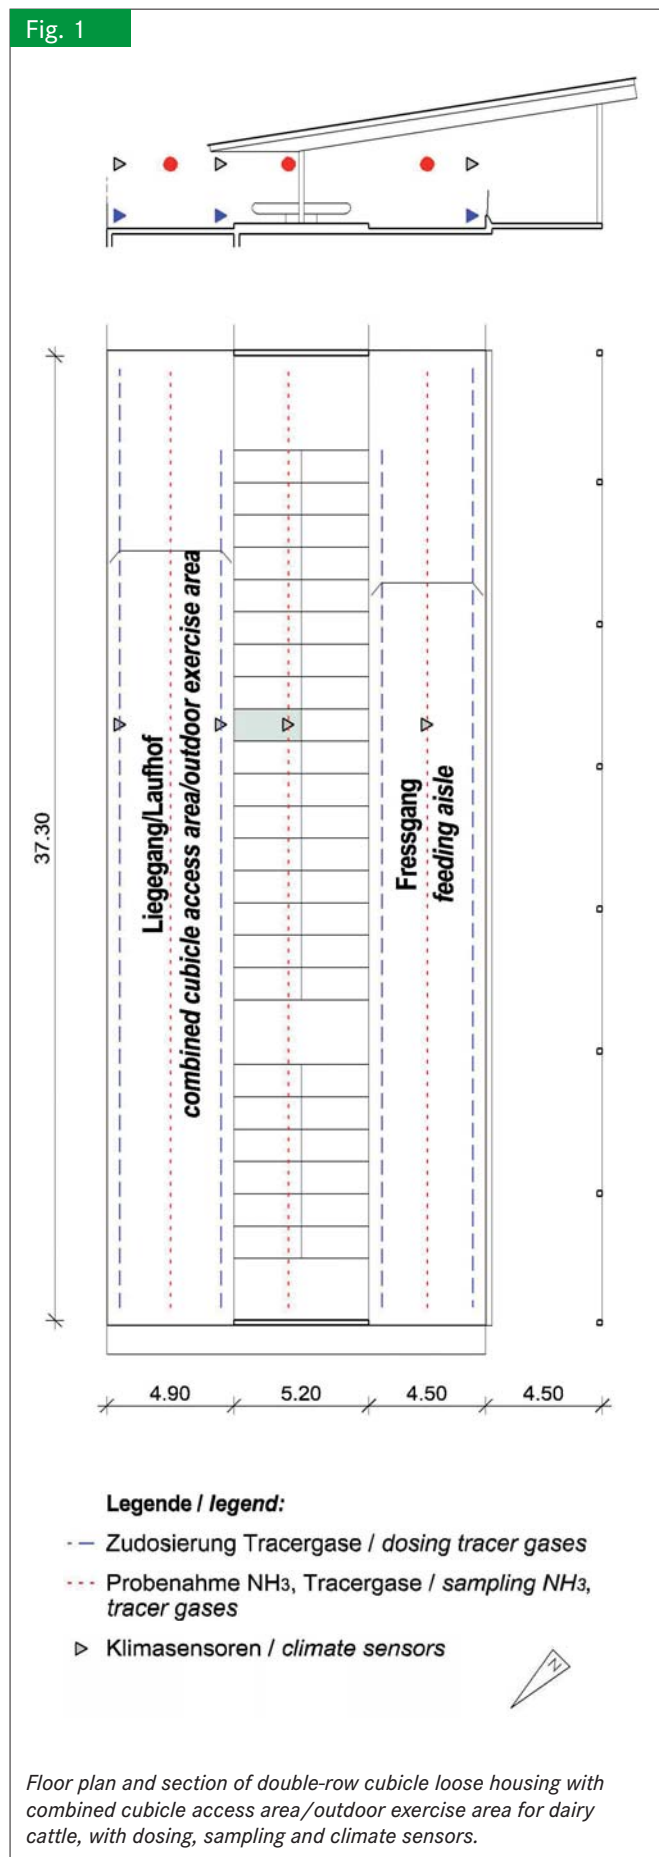 Fig. 1
37.30
Liegegang/Laufhof
combined cubicle access area/outdoor exercise area
Fressgang
feeding aisle
4.90 5.20 4.50 4.50
Legende / legend:
Zudosierung Tracergase / dosing tracer gases
Probenahme NH3, Tracergase / sampling NH3,
tracer gases
Klimasensoren / climate sensors
N
Floor plan and section of double-row cubicle loose housing with
combined cubicle access area/outdoor exercise area for dairy
cattle, with dosing, sampling and climate sensors.